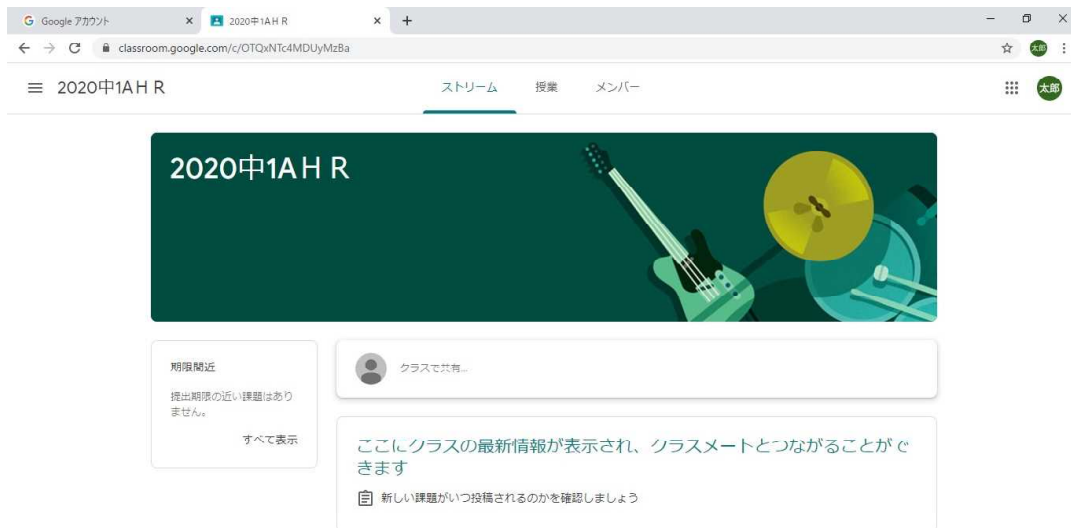 Google アカウント
2020中1AＨＲ
classroom.google.com/c/OTQxNTc4MDUyMzBa
太郎
2020中1AＨＲ
ストリーム 授業 メンバー
太郎
2020中1AＨＲ
期限間近
提出期限の近い課題はあり
ません。
すべて表示
クラスで共有...
ここにクラスの最新情報が表示され、クラスメートとつながることがで
きます
新しい課題がいつ投稿されるのかを確認しましょう